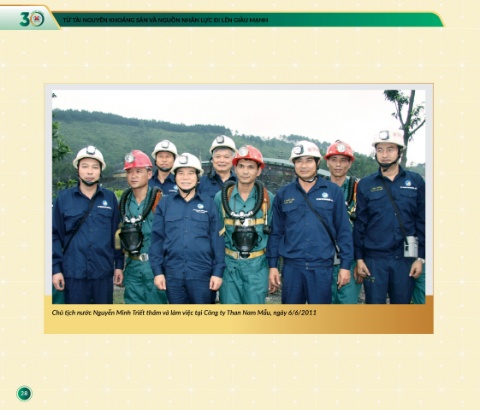 30 TỪ TÀI NGUYÊN KHOÁNG SẢN VÀ NGUỒN NHÂN LỰC ĐI LÊN GIÀU MẠNH
Chủ tịch nước Nguyễn Minh Triết thăm và làm việc tại Công ty Than Nam Mẫu, ngày 6/6/2011
28